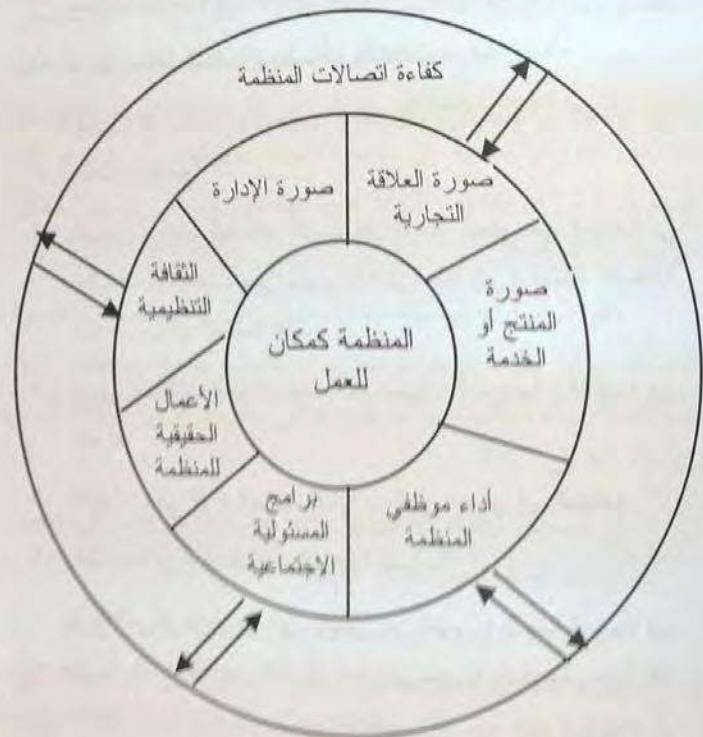 كفاءة اتصالات المنظمة
صورة العلاقة
التجارية
صورة الإدارة
صورة
المنتج أو
الخدمة
الثقافة
التنظيمية
المنظمة كمكان
للعمل
الأعمال
الحقيقية
للمنظمة
أداء موظفي
المنظمة
برامج
المسئولية
الاجتماعية